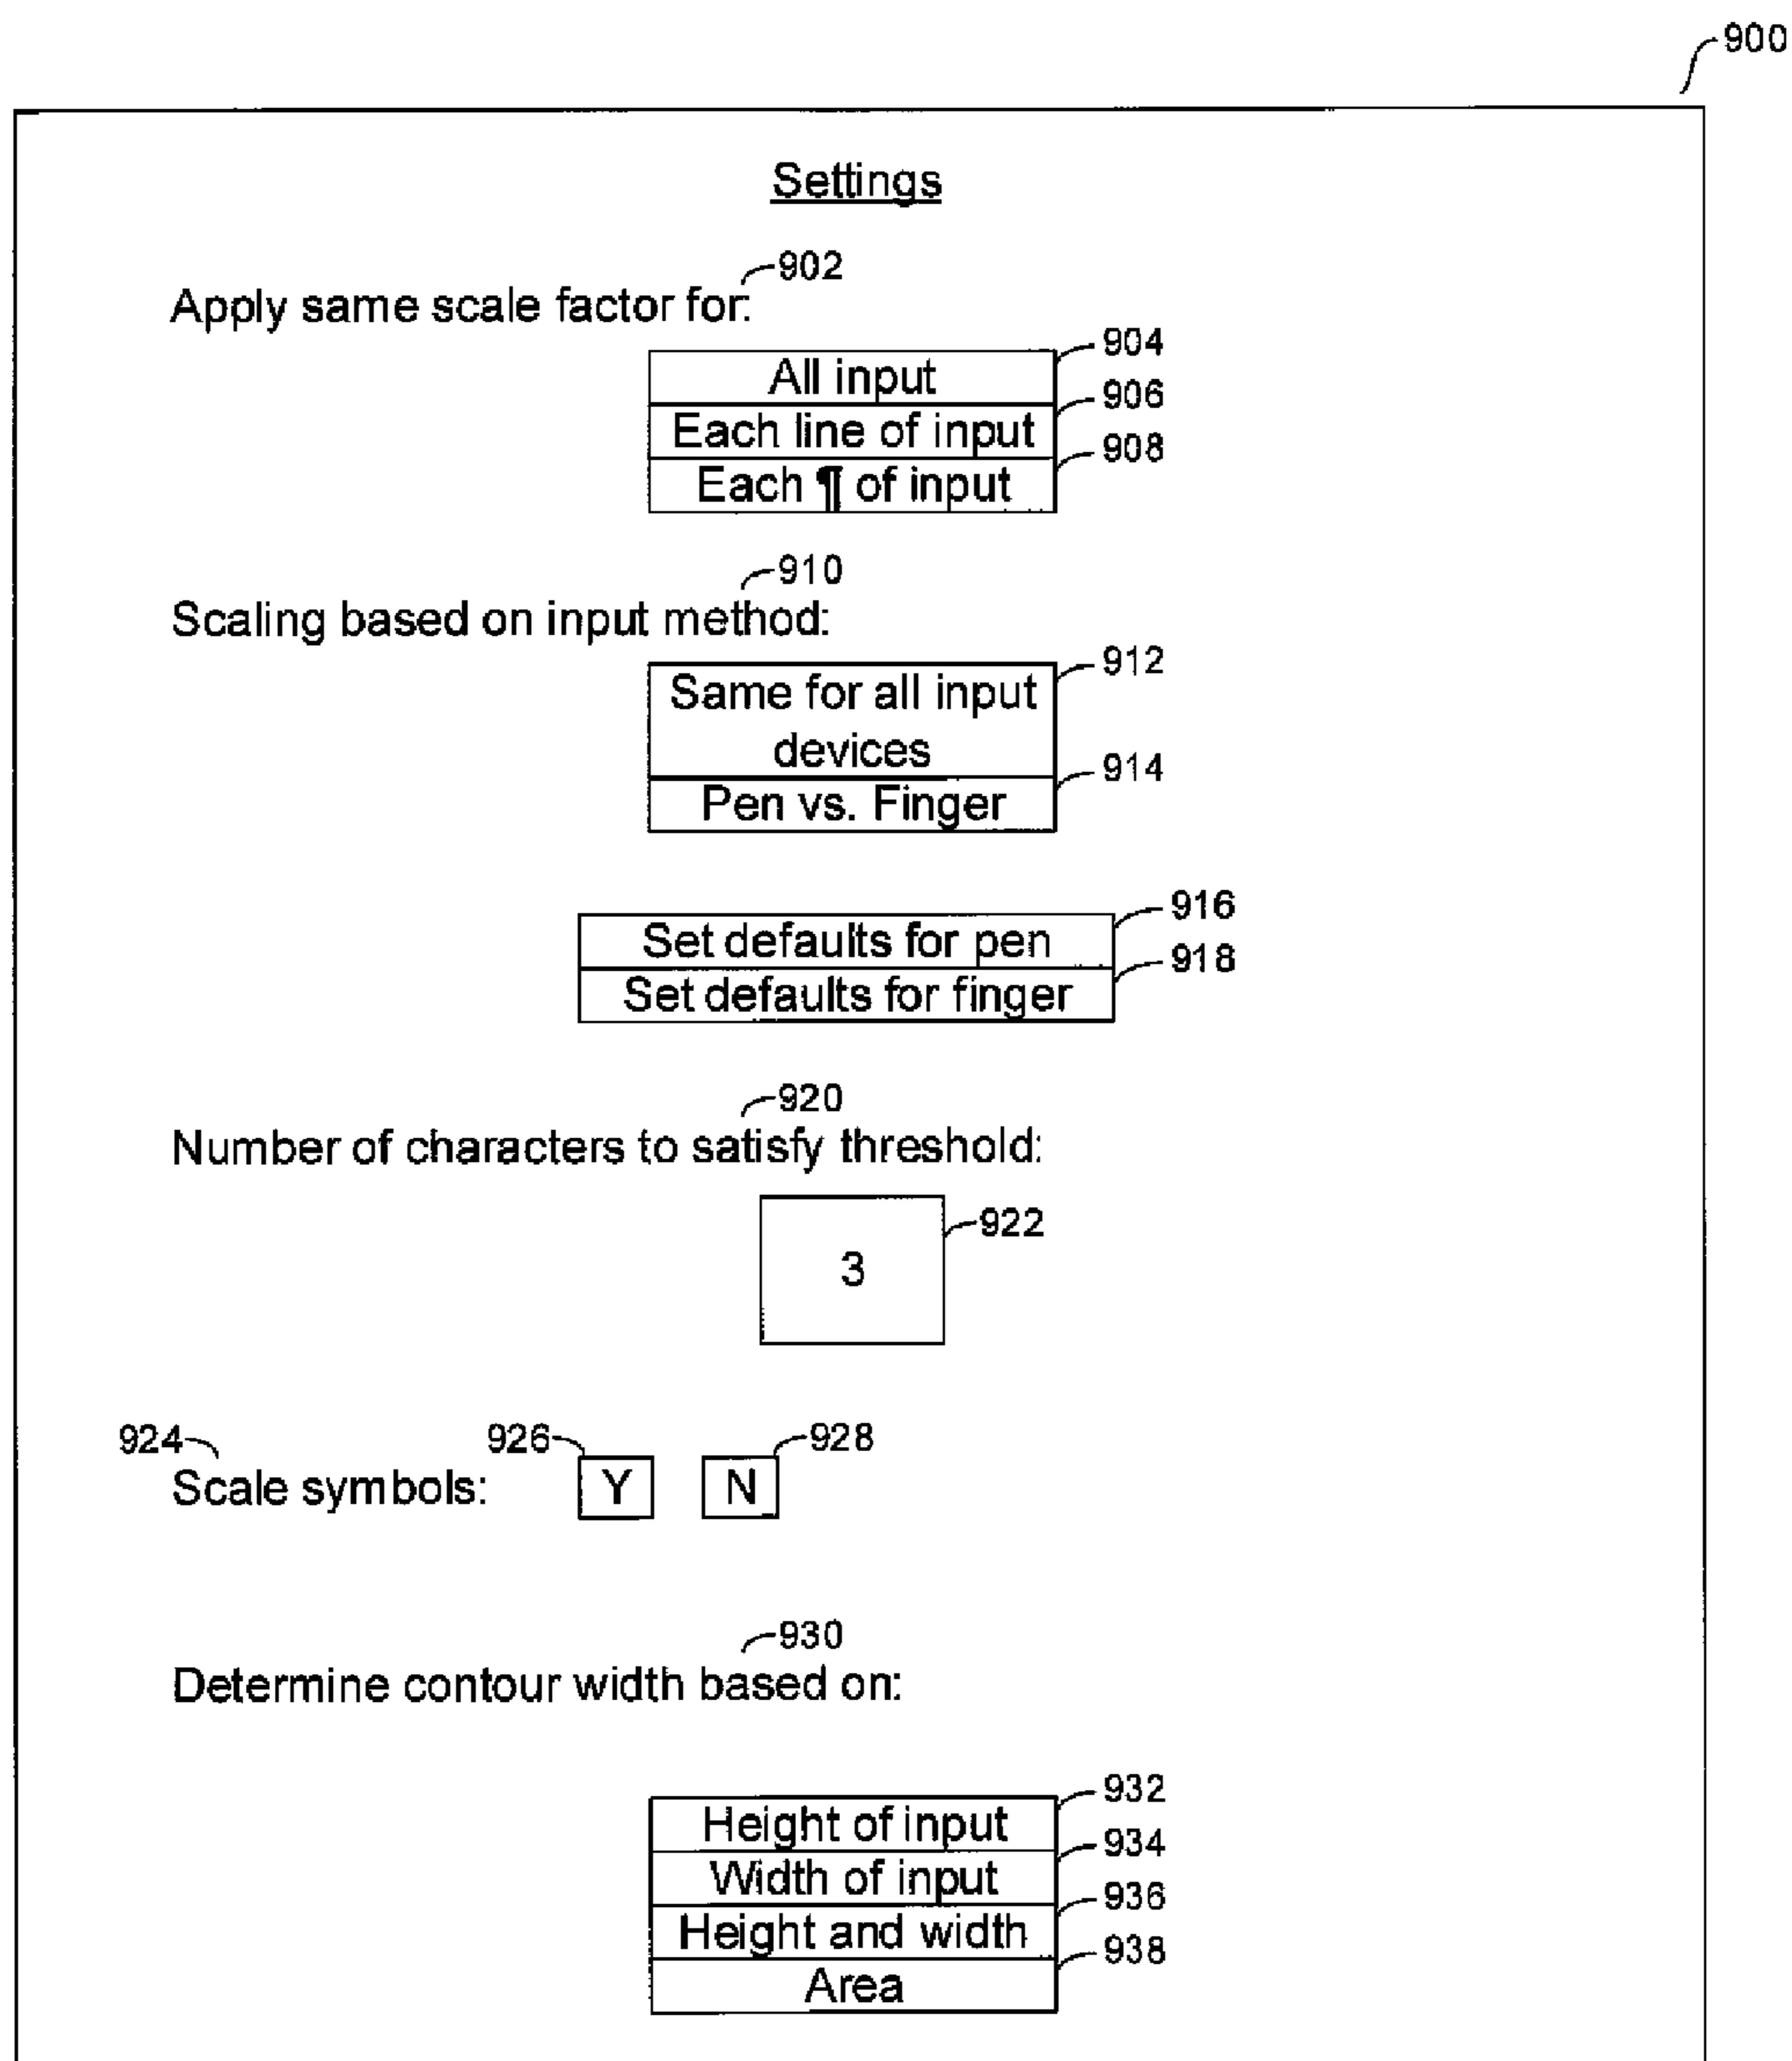 900
Settings
902
Apply same scale factor for:
904
All input
906
Each line of input
908
Each ¶ of input
910
Scaling based on input method:
912
Same for all input
devices
914
Pen vs. Finger
916
Set defaults for pen
918
Set defaults for finger
920
Number of characters to satisfy threshold:
922
3
924 926 928
Scale symbols: Y N
930
Determine contour width based on:
932
Height of input
934
Width of input
936
Height and width
938
Area